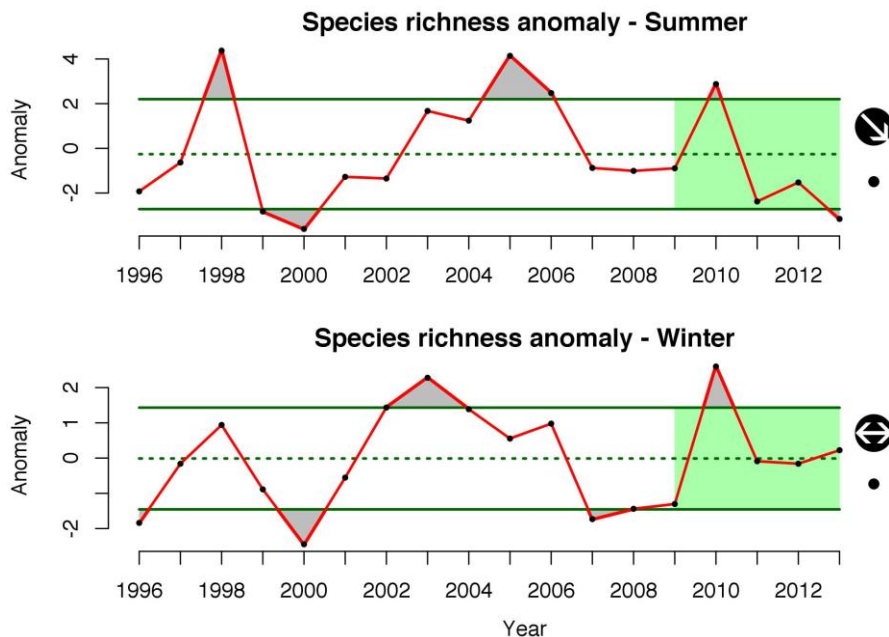 Species richness anomaly - Summer
Anomaly
4
2
0
-2
1996 1998 2000 2002 2004 2006 2008 2010 2012
Species richness anomaly - Winter
Anomaly
2
1
0
-2
1996 1998 2000 2002 2004 2006 2008 2010 2012
Year